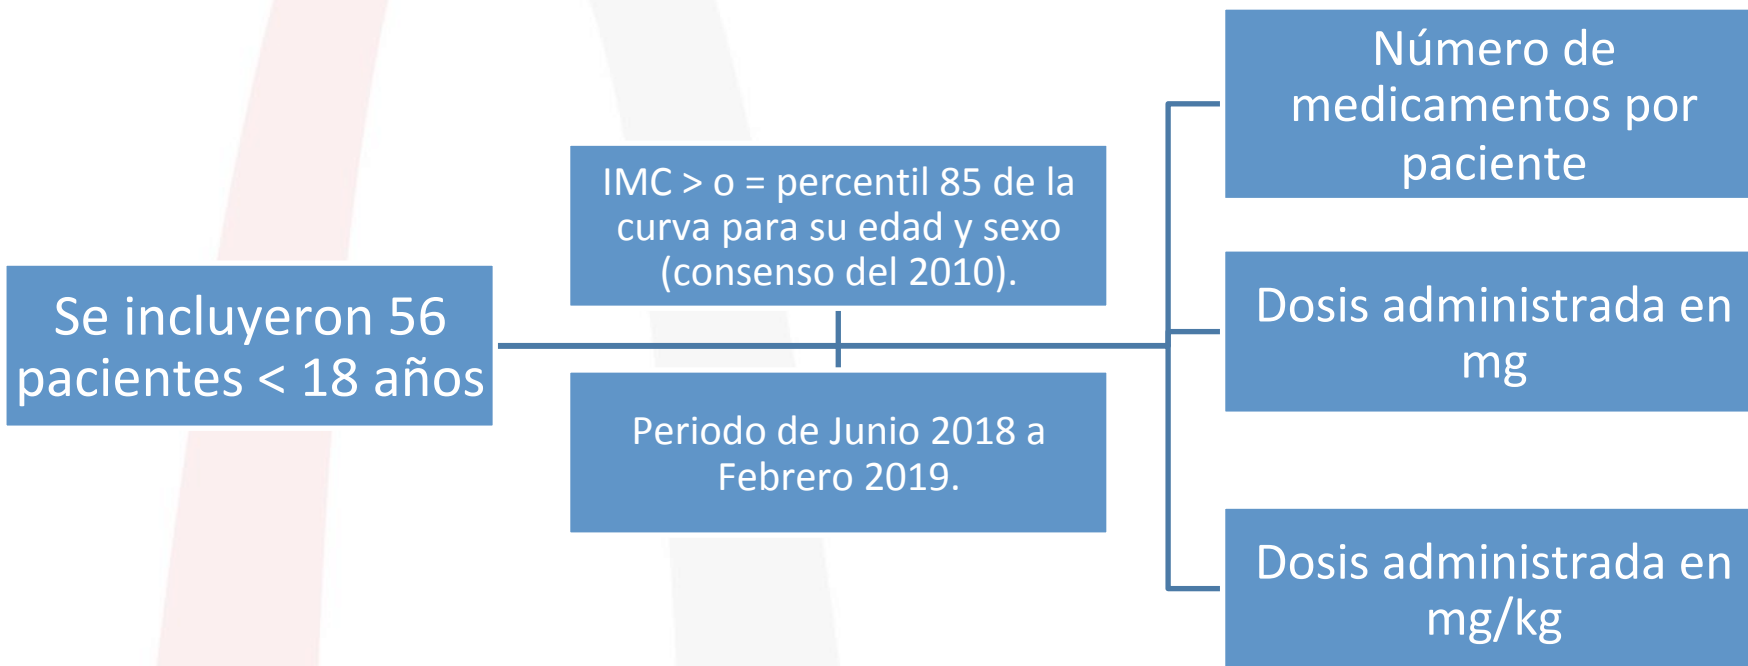 Se incluyeron 56
pacientes < 18 años
IMC > o = percentil 85 de la
curva para su edad y sexo
(consenso del 2010).
Periodo de Junio 2018 a
Febrero 2019.
Número de
medicamentos por
paciente
Dosis administrada en
mg
Dosis administrada en
mg/kg